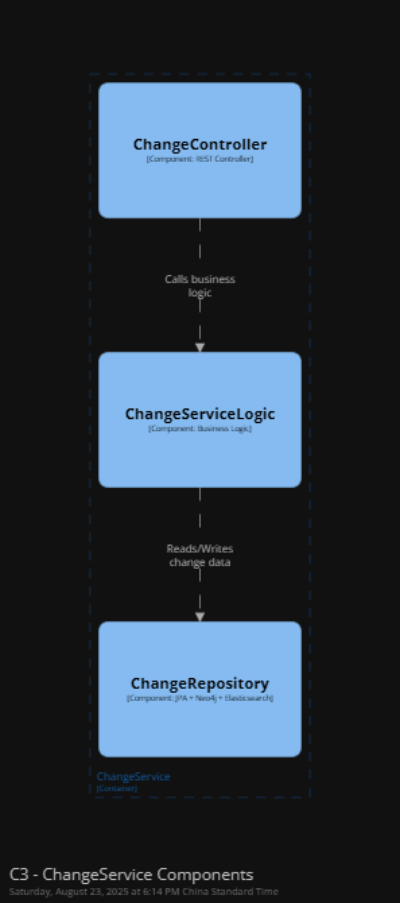 ChangeController
[Component: REST Controller]
Calls business
logic
ChangeServiceLogic
[Component: Business Logic]
Reads/Writes
change data
ChangeRepository
[Component: JPA + Neo4j + Elasticsearch]
ChangeService
[Container]
C3 - ChangeService Components
Saturday, August 23, 2025 at 6:14 PM China Standard Time